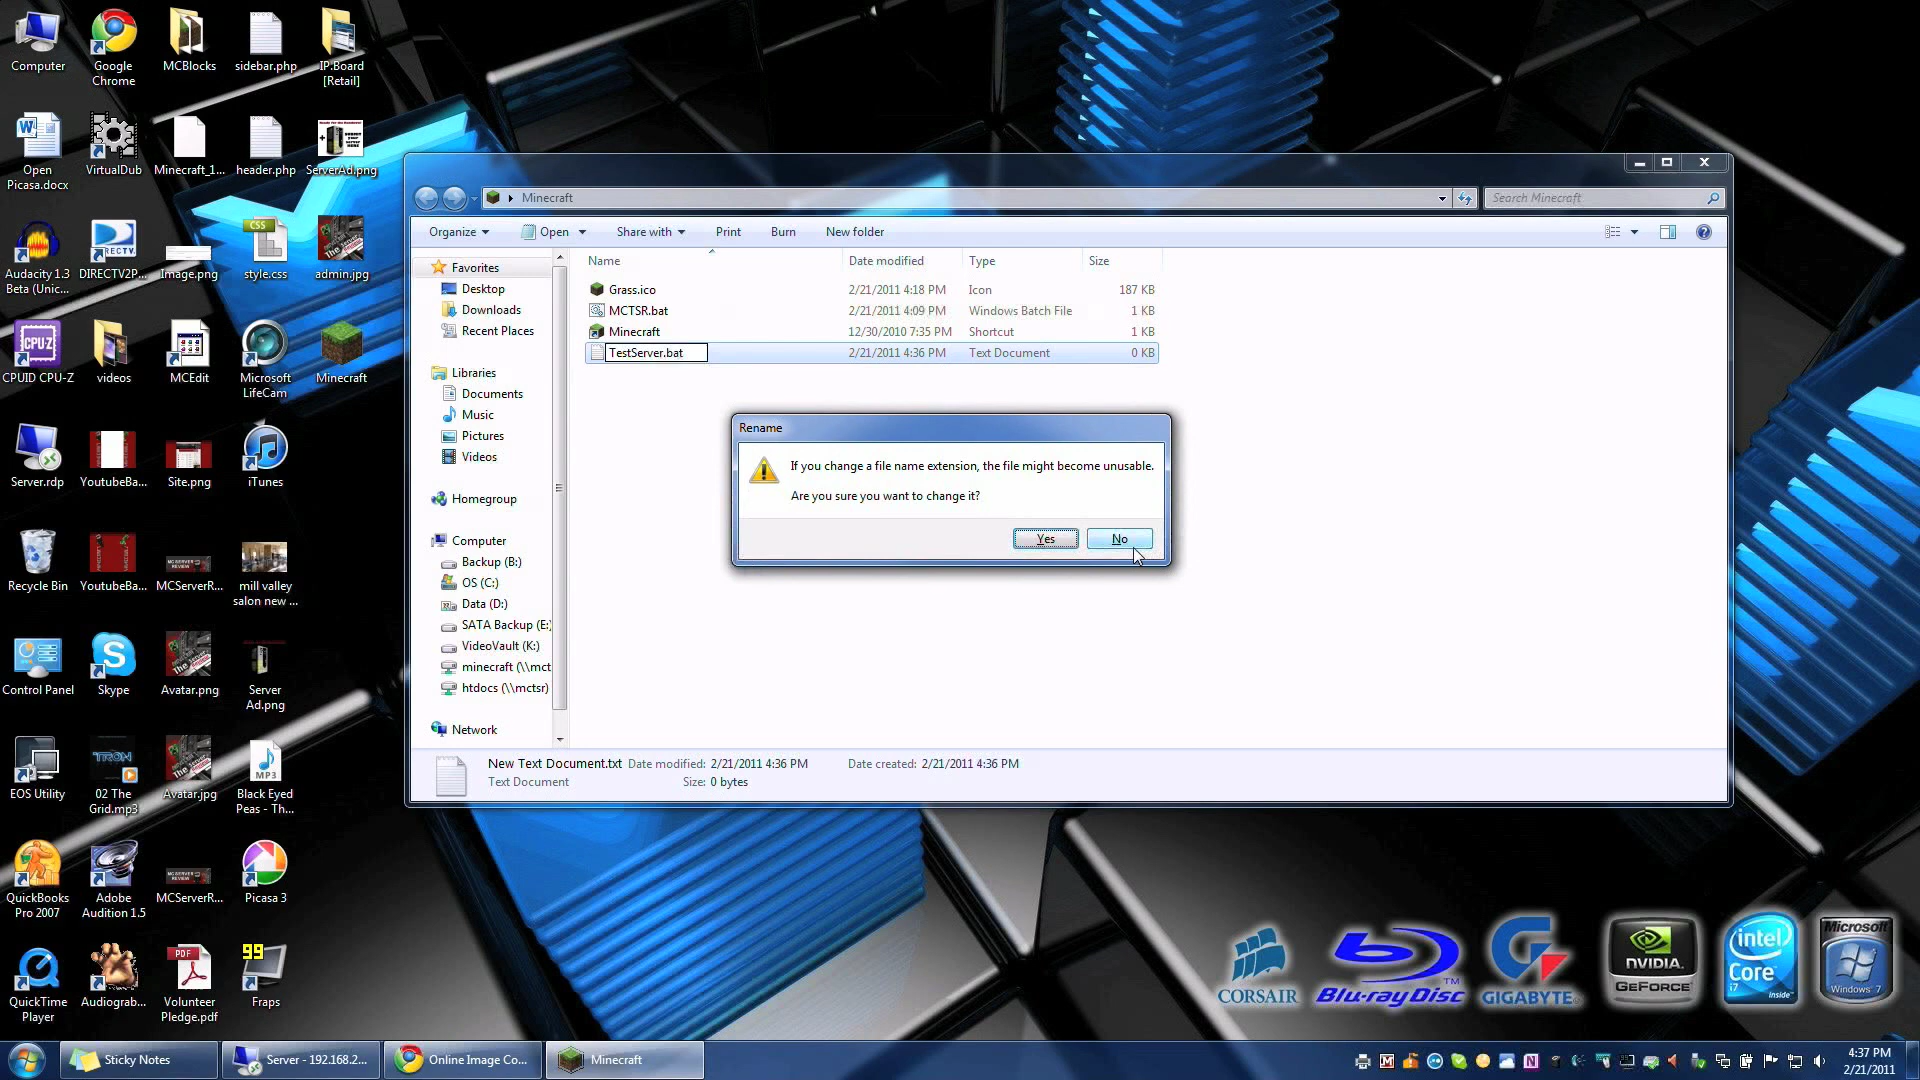 Computer
Google
Chrome
MCBlocks
sidebar.php
IP.Board
[Retail]
Open
Picasa.docx
VirtualDub
Minecraft_1...
header.php
ServerAd.png
Audacity 1.3
Beta (Unic...
DIRECTV2P...
Image.png
CSS
style.css
admin.jpg
CPUID CPU-Z
videos
MCEdit
Microsoft
LifeCam
Minecraft
Server.rdp
YoutubeBa...
Site.png
iTunes
Recycle Bin
YoutubeBa...
MCServerR...
mill valley
salon new ...
Control Panel
Skype
Avatar.png
Server
Ad.png
EOS Utility
TRON
02 The
Grid.mp3
Avatar.jpg
MP3
Black Eyed
Peas - Th...
QuickBooks
Pro 2007
Adobe
Audition 1.5
MCServerR...
Picasa 3
QuickTime
Player
Audiograb...
PDF
Volunteer
Pledge.pdf
99
Fraps
Minecraft
Search Minecraft
Organize Open Share with Print Burn New folder
Name Date modified Type Size
Grass.ico 2/21/2011 4:18 PM Icon 187 KB
MCTSR.bat 2/21/2011 4:09 PM Windows Batch File 1 KB
Minecraft 12/30/2010 7:35 PM Shortcut 1 KB
TestServer.bat 2/21/2011 4:36 PM Text Document 0 KB
Favorites
Desktop
Downloads
Recent Places
Libraries
Documents
Music
Pictures
Videos
Homegroup
Computer
Backup (B:)
OS (C:)
Data (D:)
SATA Backup (E:)
VideoVault (K:)
minecraft (\\mct
htdocs (\\mctsr)
Network
Rename
If you change a file name extension, the file might become unusable.
Are you sure you want to change it?
Yes No
New Text Document.txt Date modified: 2/21/2011 4:36 PM Date created: 2/21/2011 4:36 PM
Text Document Size: 0 bytes
CORSAIR
Blu-ray Disc™
GIGABYTE
NVIDIA
GEFORCE
intel
Core
i7
inside™
Microsoft
Windows 7
Sticky Notes
Server - 192.168.2...
Online Image Co...
Minecraft
4:37 PM
2/21/2011